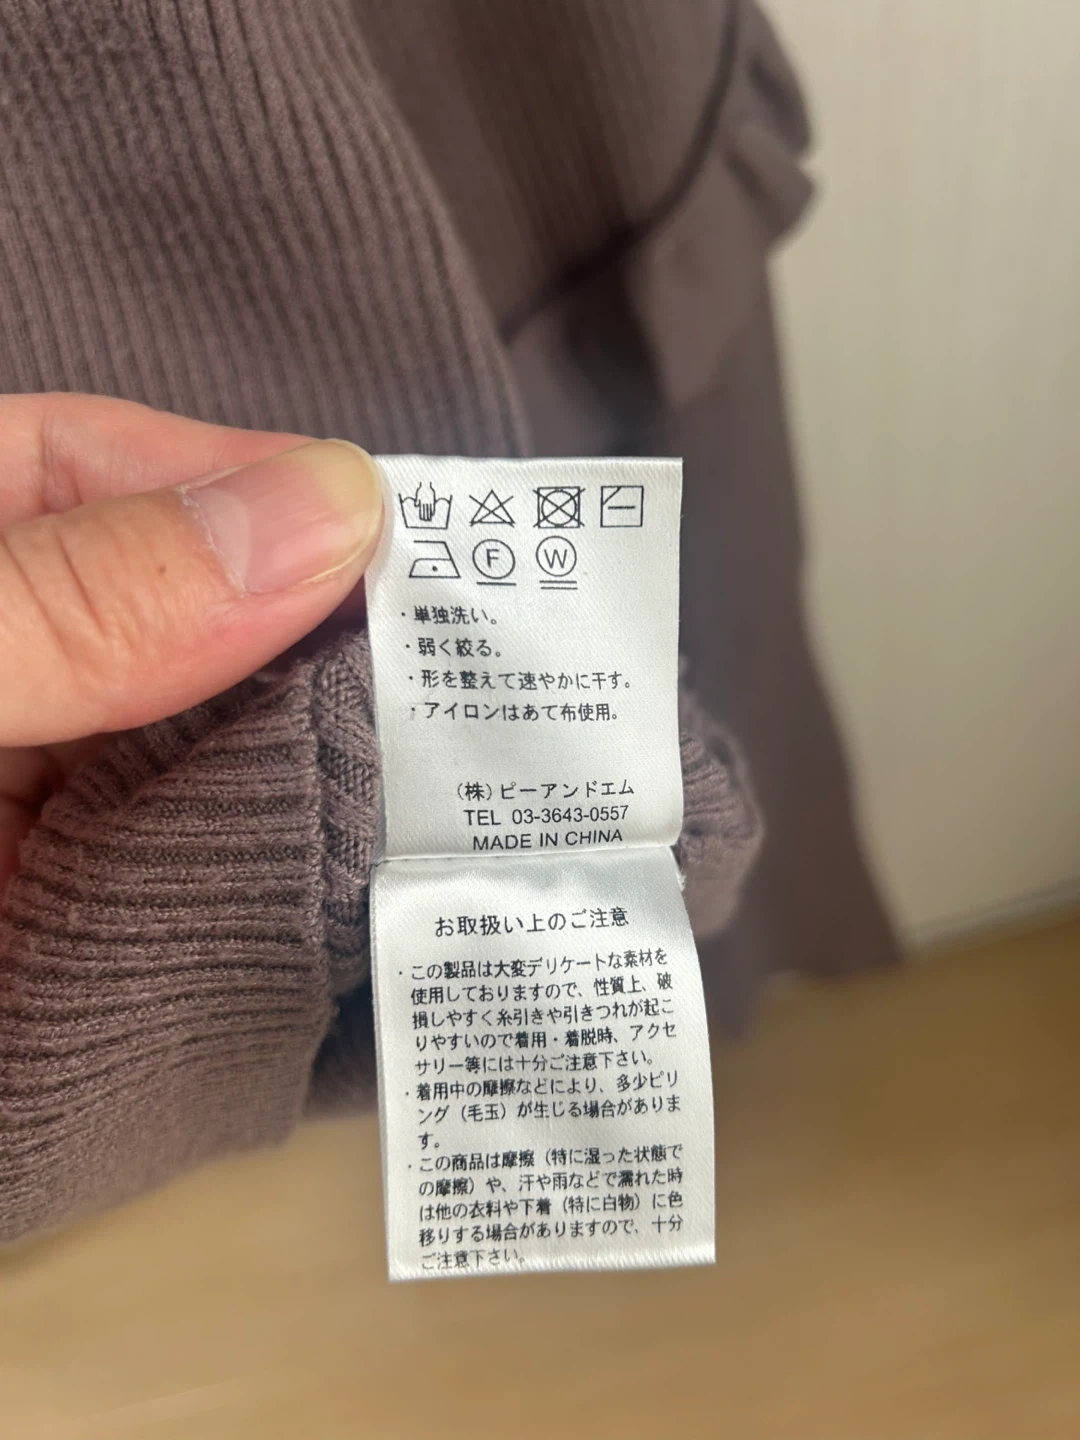 F W
・単独洗い。
・弱く絞る。
・形を整えて速やかに干す。
・アイロンはあて布使用。
(株)ピーアンドエム
TEL 03-3643-0557
MADE IN CHINA
お取扱い上のご注意
・この製品は大変デリケートな素材を
使用しておりますので、性質上、破
損しやすく糸引きや引きつれが起こ
りやすいので着用・着脱時、アクセ
サリー等には十分ご注意下さい。
・着用中の摩擦などにより、多少ピリ
ング（毛玉）が生じる場合がありま
す。
・この商品は摩擦（特に湿った状態で
の摩擦）や、汗や雨などで濡れた時
は他の衣料や下着（特に白物）に色
移りする場合がありますので、十分
ご注意下さい。